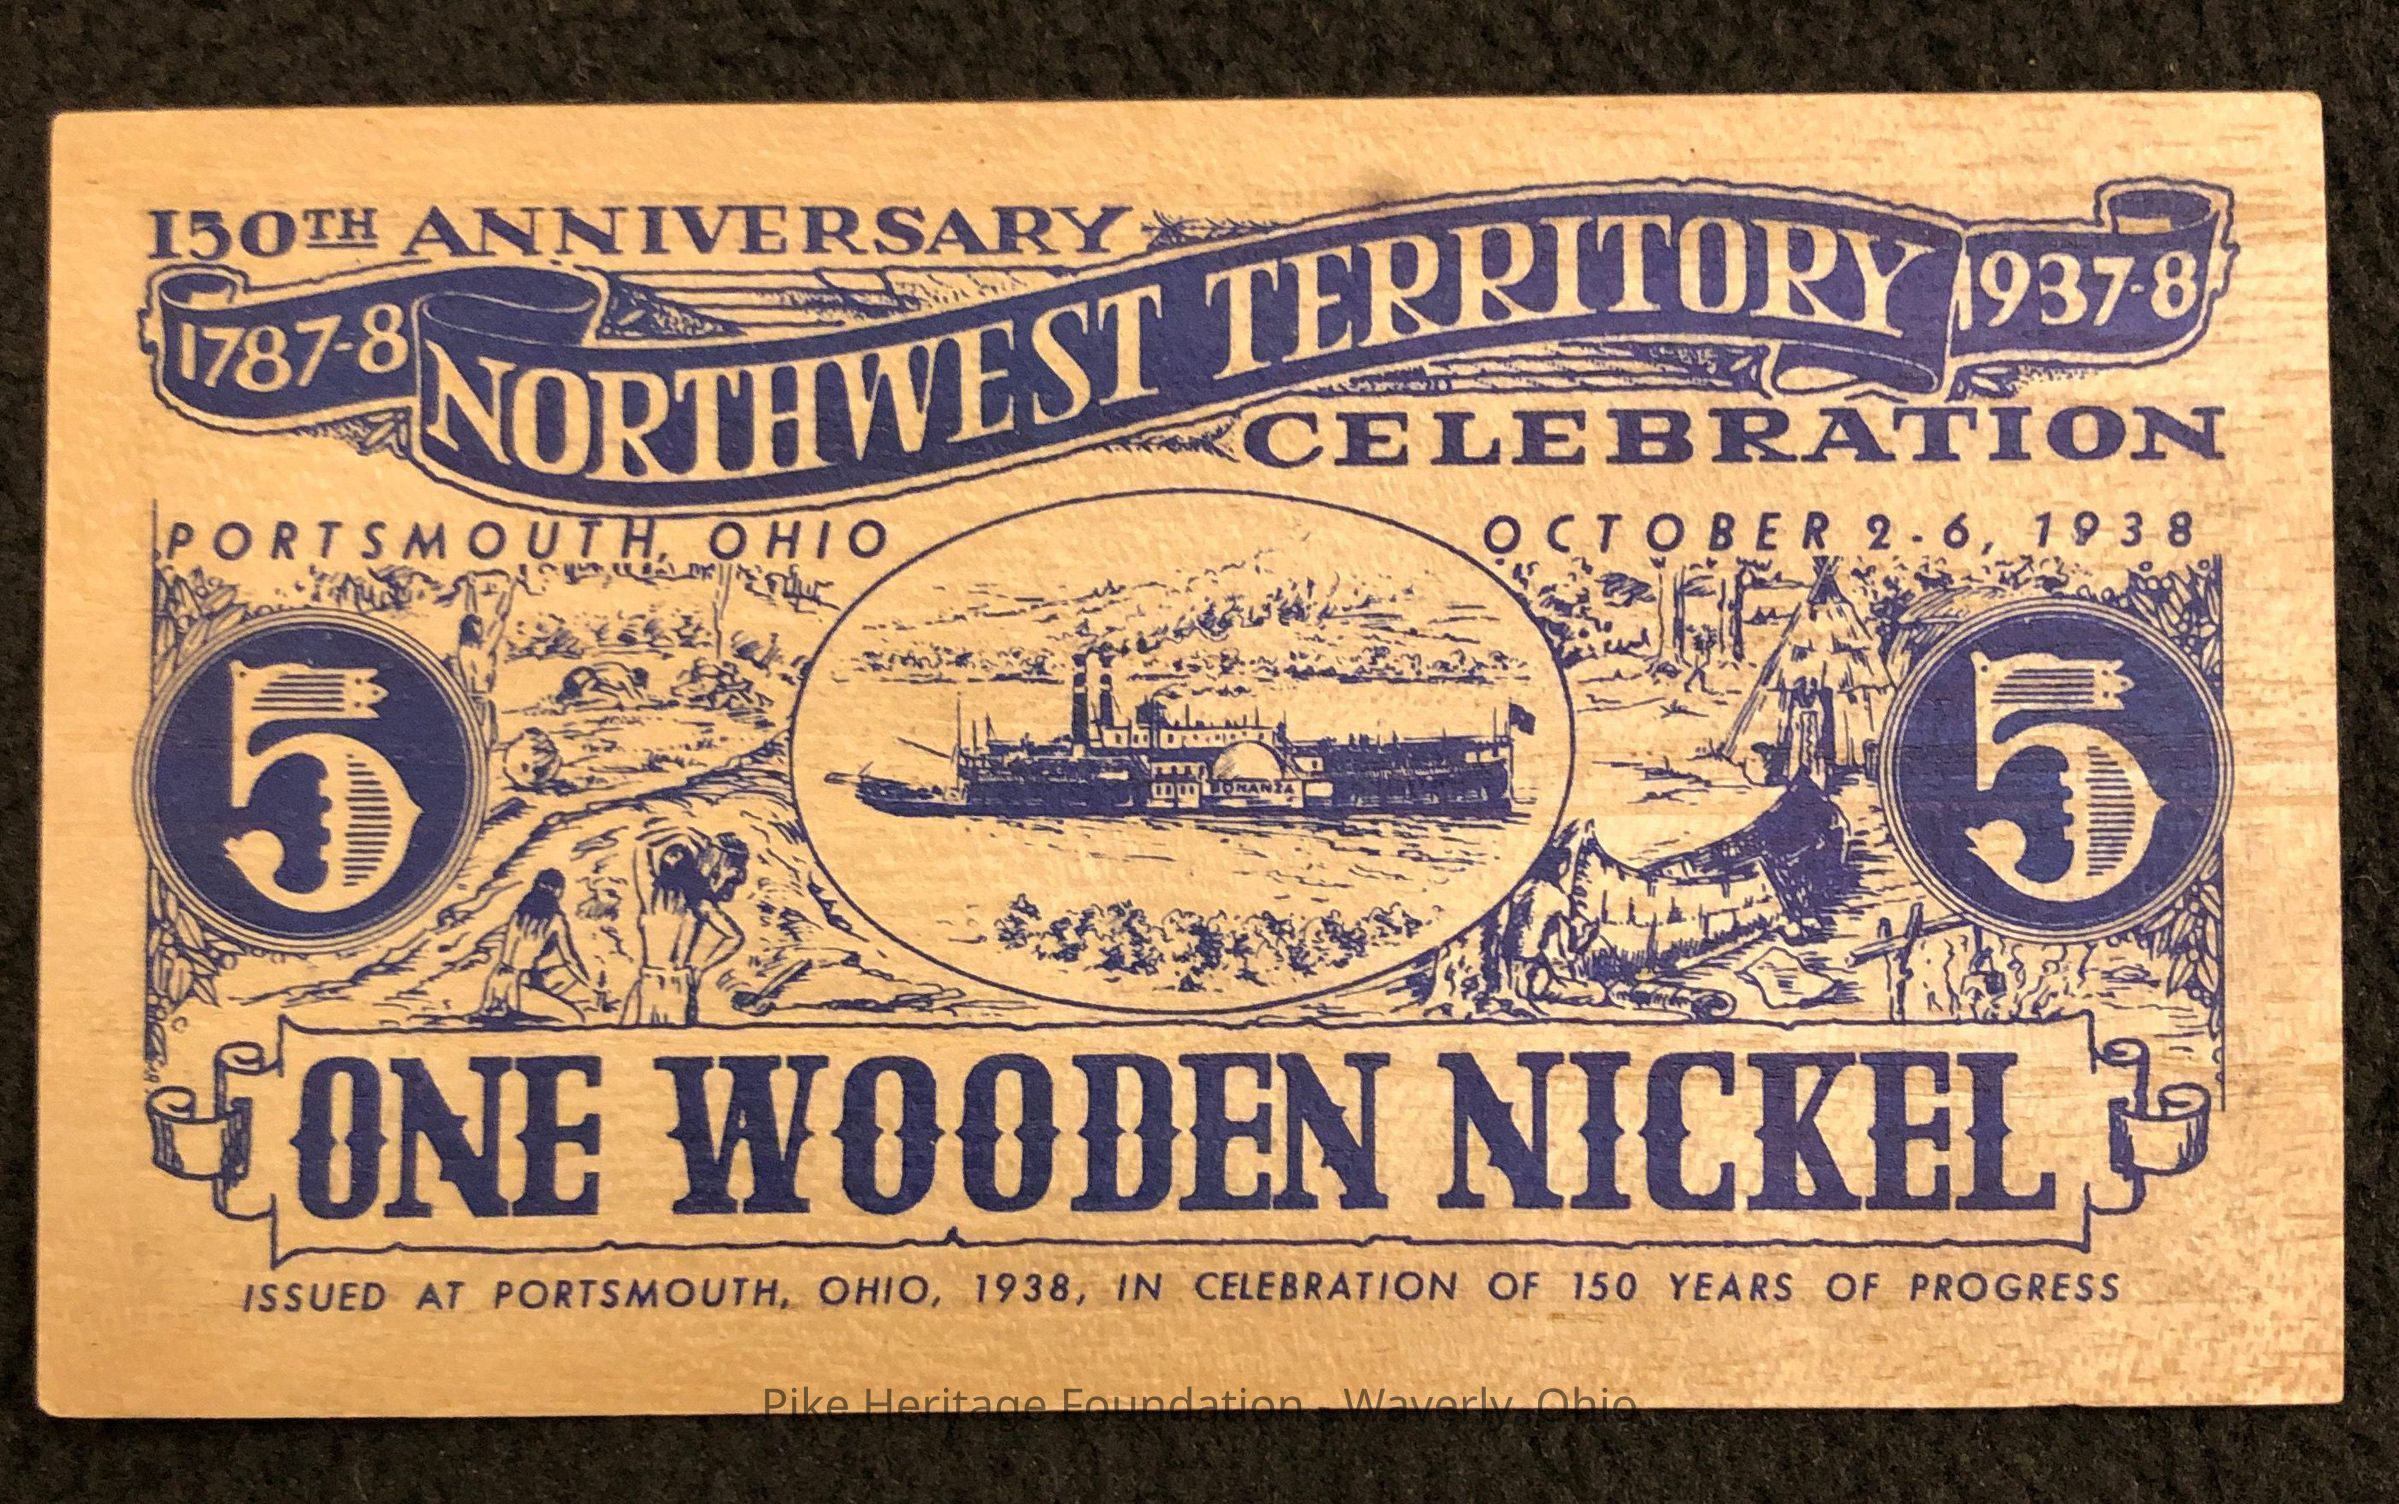 150TH ANNIVERSARY
1787-8 NORTHWEST TERRITORY 1937-8
CELEBRATION
PORTSMOUTH, OHIO
OCTOBER 2-6, 1938
5
BONANZA
5
ONE WOODEN NICKEL
ISSUED AT PORTSMOUTH, OHIO, 1938, IN CELEBRATION OF 150 YEARS OF PROGRESS
Pike Heritage Foundation - Waverly, Ohio